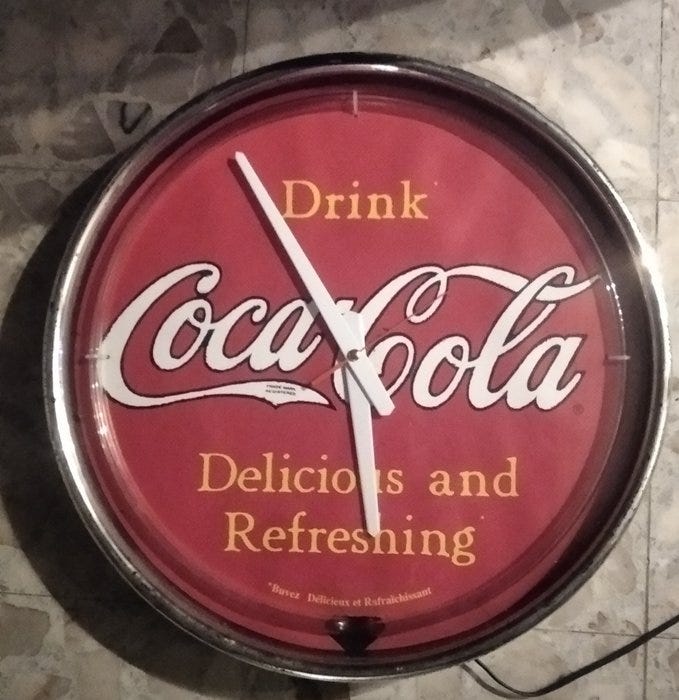 Drink
Coca-Cola
TRADE MARK
REGISTERED
®
Delicious and
Refreshing
*Buvez Délicieux et Rafraîchissant